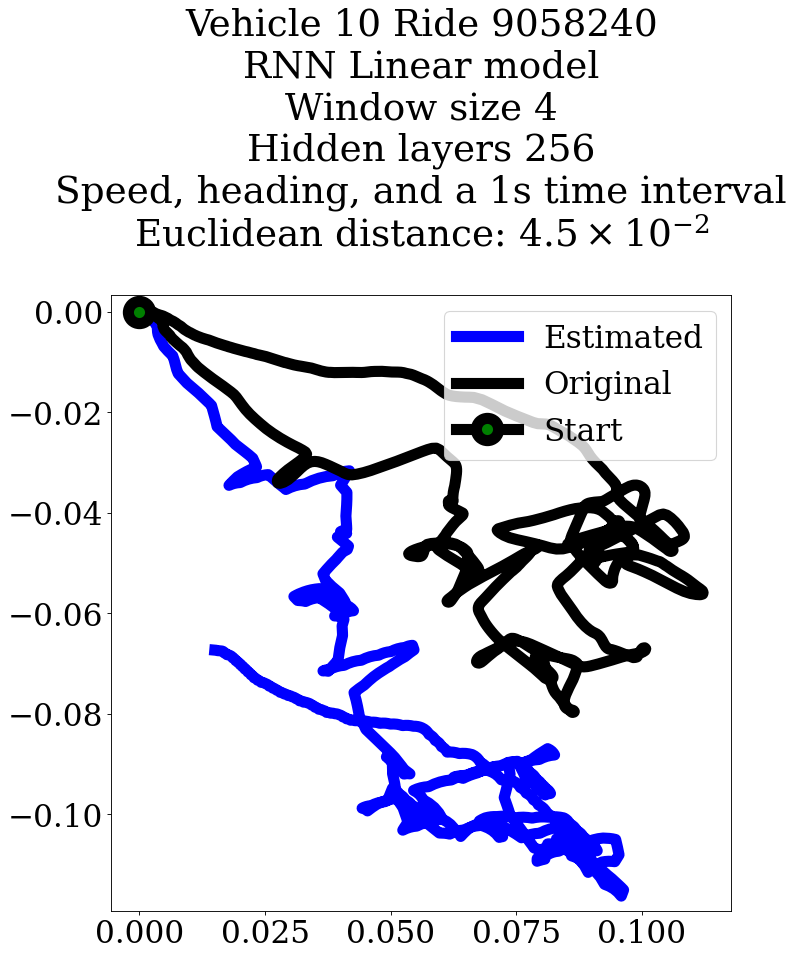 Vehicle 10 Ride 9058240
RNN Linear model
Window size 4
Hidden layers 256
Speed, heading, and a 1s time interval
Euclidean distance: 4.5 × 10⁻²
Estimated
Original
Start
0.00
−0.02
−0.04
−0.06
−0.08
−0.10
0.000 0.025 0.050 0.075 0.100